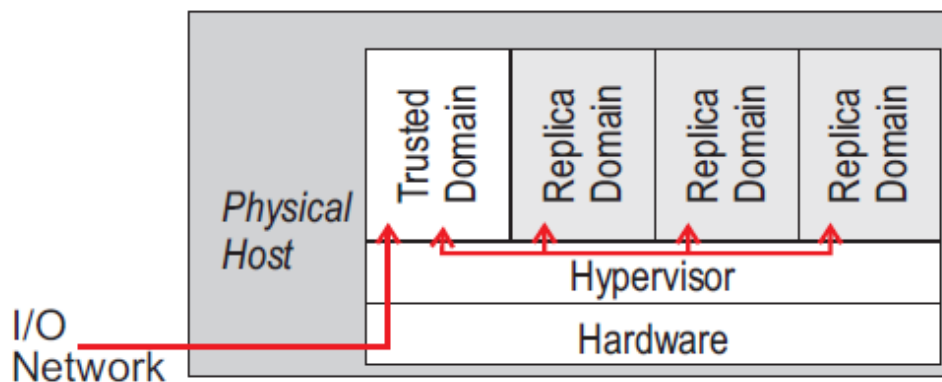 Trusted
Domain
Replica
Domain
Replica
Domain
Replica
Domain
Physical
Host
Hypervisor
Hardware
I/O
Network